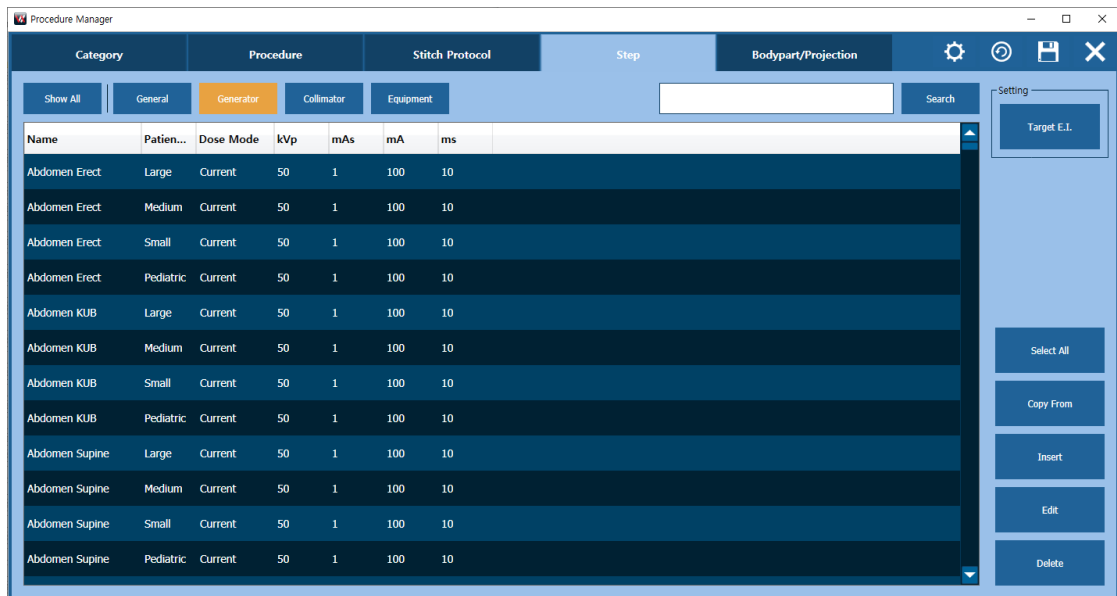 Procedure Manager
Category Procedure Stitch Protocol Step Bodypart/Projection
Show All General Generator Collimator Equipment Search
Setting
Target E.I.
Name Patien... Dose Mode kVp mAs mA ms
Abdomen Erect Large Current 50 1 100 10
Abdomen Erect Medium Current 50 1 100 10
Abdomen Erect Small Current 50 1 100 10
Abdomen Erect Pediatric Current 50 1 100 10
Abdomen KUB Large Current 50 1 100 10
Abdomen KUB Medium Current 50 1 100 10
Abdomen KUB Small Current 50 1 100 10
Abdomen KUB Pediatric Current 50 1 100 10
Abdomen Supine Large Current 50 1 100 10
Abdomen Supine Medium Current 50 1 100 10
Abdomen Supine Small Current 50 1 100 10
Abdomen Supine Pediatric Current 50 1 100 10
Select All
Copy From
Insert
Edit
Delete